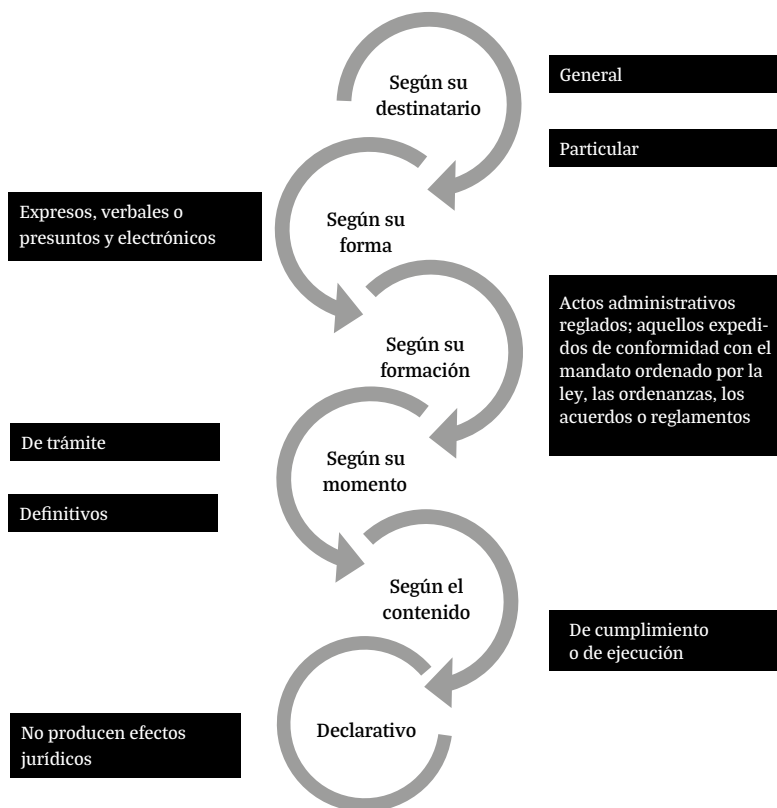 Según su
destinatario
General
Particular
Expresos, verbales o
presuntos y electrónicos
Según su
forma
Actos administrativos
reglados; aquellos expedi-
dos de conformidad con el
mandato ordenado por la
ley, las ordenanzas, los
acuerdos o reglamentos
Según su
formación
De trámite
Definitivos
Según su
momento
Según el
contenido
De cumplimiento
o de ejecución
Declarativo
No producen efectos
jurídicos